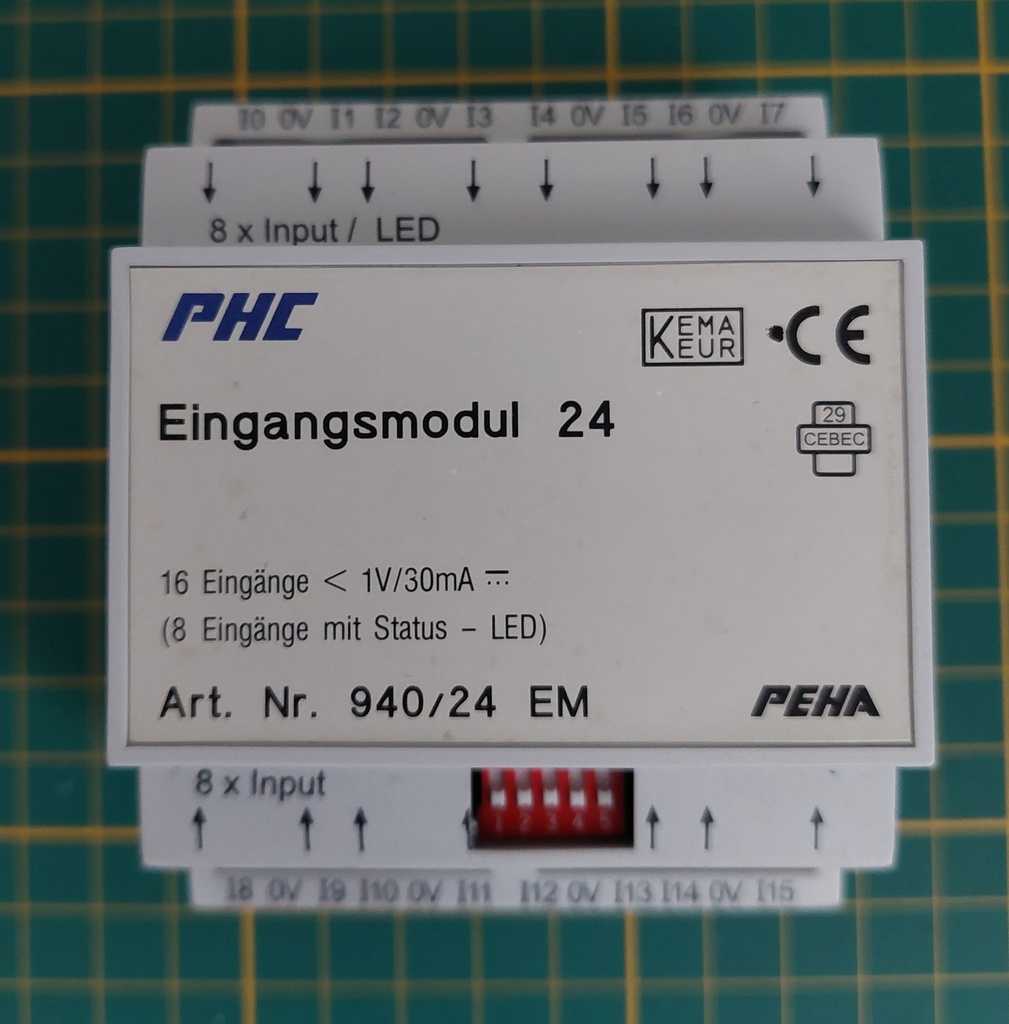 I0 0V I1 I2 0V I3 I4 0V I5 I6 0V I7
8 x Input / LED
PHC
KEMA EUR
CE
Eingangsmodul 24
29
CEBEC
16 Eingänge < 1V/30mA
(8 Eingänge mit Status – LED)
Art. Nr. 940/24 EM
PEHA
8 x Input
1 2 3 4 5
I8 0V I9 I10 0V I11 I12 0V I13 I14 0V I15